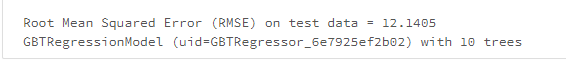 Root Mean Squared Error (RMSE) on test data = 12.1405
GBTRegressionModel (uid=GBTRegressor_6e7925ef2b02) with 10 trees